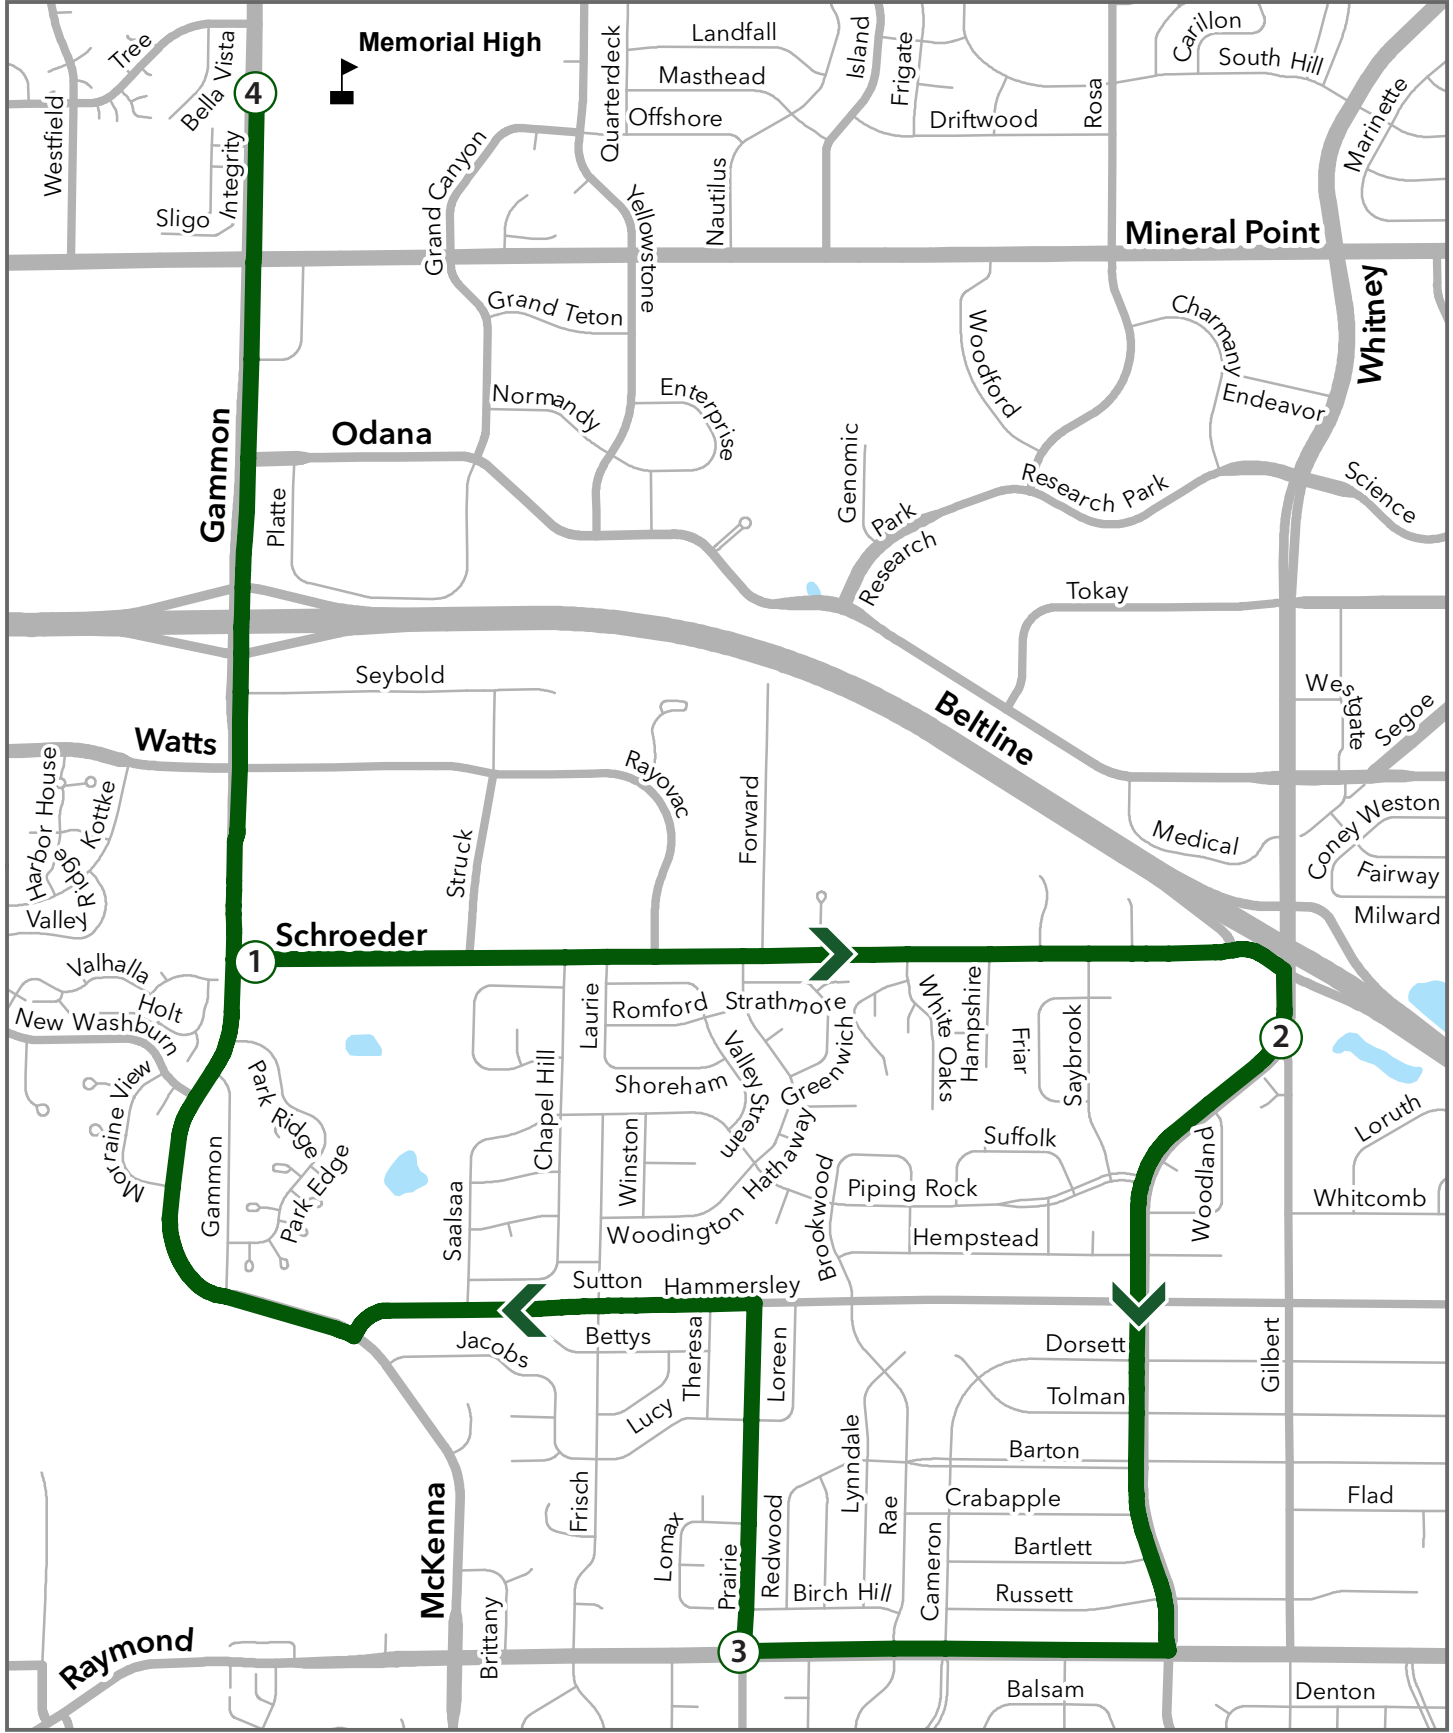 Memorial High
Tree
Bella Vista
4
Westfield
Integrity
Sligo
Grand Canyon
Quarterdeck
Landfall
Masthead
Offshore
Nautilus
Island
Frigate
Driftwood
Rosa
Carillon
South Hill
Marinette
Yellowstone
Mineral Point
Whitney
Grand Teton
Normandy
Enterprise
Woodford
Charmany
Endeavor
Gammon
Odana
Platte
Genomic
Park
Research
Research Park
Science
Tokay
Seybold
Beltline
Westgate
Segoe
Watts
Harbor House
Kottke
Ridge
Valley Ridge
Struck
Rayovac
Forward
Medical
Coney Weston
Fairway
Milward
1
Schroeder
Valhalla
Holt
New Washburn
Laurie
Romford
Strathmore
White Oaks
Hampshire
Friar
Saybrook
2
Moraine View
Park Ridge
Park Edge
Gammon
Chapel Hill
Shoreham
Valley Stream
Greenwich
Hathaway
Winston
Woodington
Saalsaa
Brookwood
Suffolk
Piping Rock
Hempstead
Woodland
Loruth
Whitcomb
Sutton
Hammersley
Bettys
Jacobs
Theresa
Loreen
Lucy
Dorsett
Tolman
Gilbert
Barton
Lynndale
Rae
Crabapple
Flad
Bartlett
Cameron
Russett
McKenna
Frisch
Lomax
Prairie
Redwood
Birch Hill
Brittany
Raymond
3
Balsam
Denton